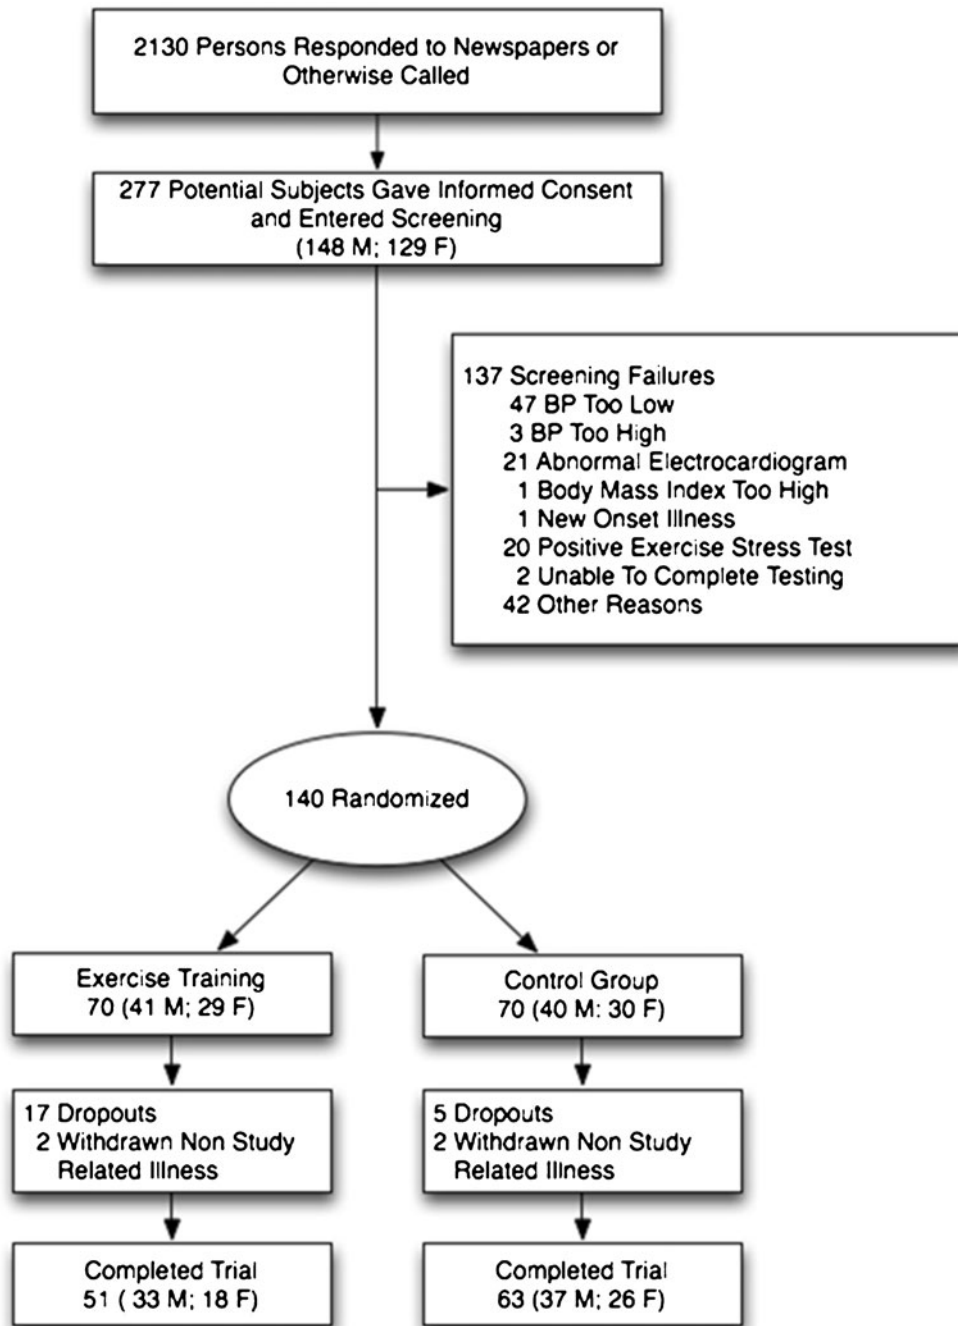 2130 Persons Responded to Newspapers or
Otherwise Called
277 Potential Subjects Gave Informed Consent
and Entered Screening
(148 M; 129 F)
137 Screening Failures
47 BP Too Low
3 BP Too High
21 Abnormal Electrocardiogram
1 Body Mass Index Too High
1 New Onset Illness
20 Positive Exercise Stress Test
2 Unable To Complete Testing
42 Other Reasons
140 Randomized
Exercise Training
70 (41 M; 29 F)
Control Group
70 (40 M: 30 F)
17 Dropouts
2 Withdrawn Non Study
Related Illness
5 Dropouts
2 Withdrawn Non Study
Related Illness
Completed Trial
51 ( 33 M; 18 F)
Completed Trial
63 (37 M; 26 F)